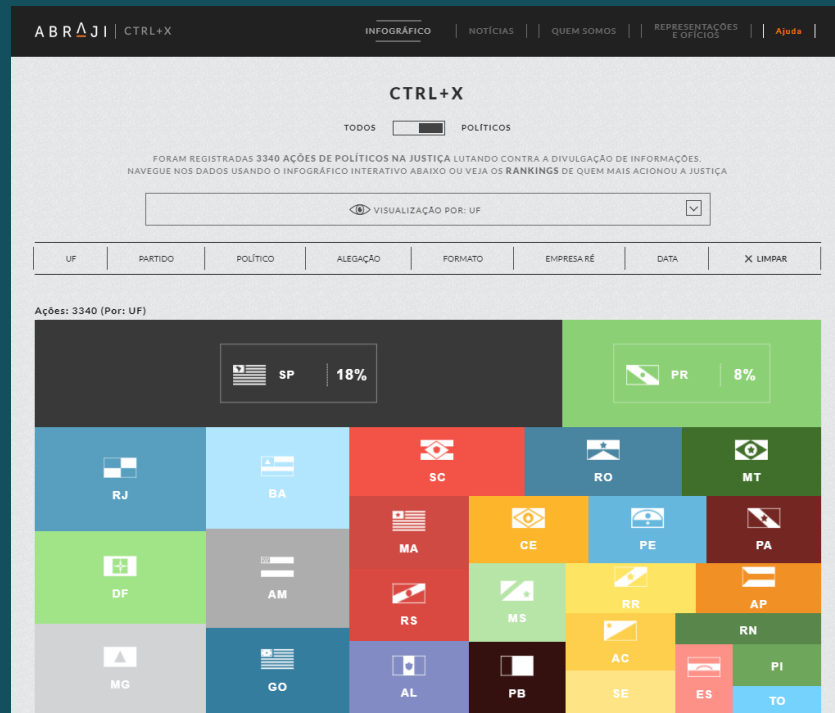 ABRAJI | CTRL+X
INFOGRÁFICO | NOTÍCIAS | | QUEM SOMOS | | REPRESENTAÇÕES E OFÍCIOS | | Ajuda |
CTRL+X
TODOS POLÍTICOS
FORAM REGISTRADAS 3340 AÇÕES DE POLÍTICOS NA JUSTIÇA LUTANDO CONTRA A DIVULGAÇÃO DE INFORMAÇÕES.
NAVEGUE NOS DADOS USANDO O INFOGRÁFICO INTERATIVO ABAIXO OU VEJA OS RANKINGS DE QUEM MAIS ACIONOU A JUSTIÇA
VISUALIZAÇÃO POR: UF
UF PARTIDO POLÍTICO ALEGAÇÃO FORMATO EMPRESA RÉ DATA X LIMPAR
Ações: 3340 (Por: UF)
SP 18% PR 8%
RJ BA SC RO MT
MA CE PE PA
DF AM RS MS RR AP
RN
MG GO AL PB AC PI
SE ES TO